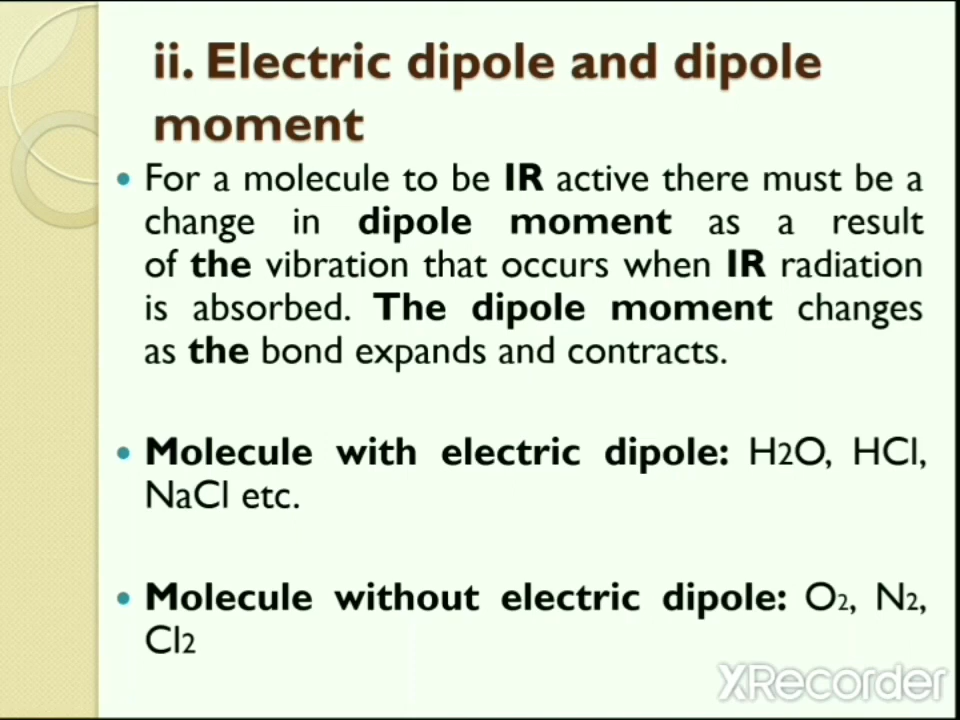 ii. Electric dipole and dipole
moment
• For a molecule to be IR active there must be a
change in dipole moment as a result
of the vibration that occurs when IR radiation
is absorbed. The dipole moment changes
as the bond expands and contracts.
• Molecule with electric dipole: H2O, HCl,
NaCl etc.
• Molecule without electric dipole: O2, N2,
Cl2
XRecorder